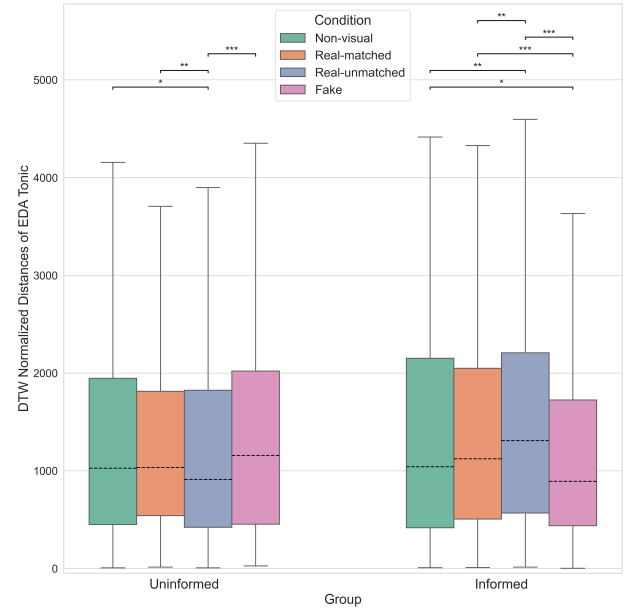 Condition
Non-visual
Real-matched
Real-unmatched
Fake
**
***
***
***
**
**
*
*
5000
4000
3000
2000
1000
0
DTW Normalized Distances of EDA Tonic
Uninformed
Informed
Group